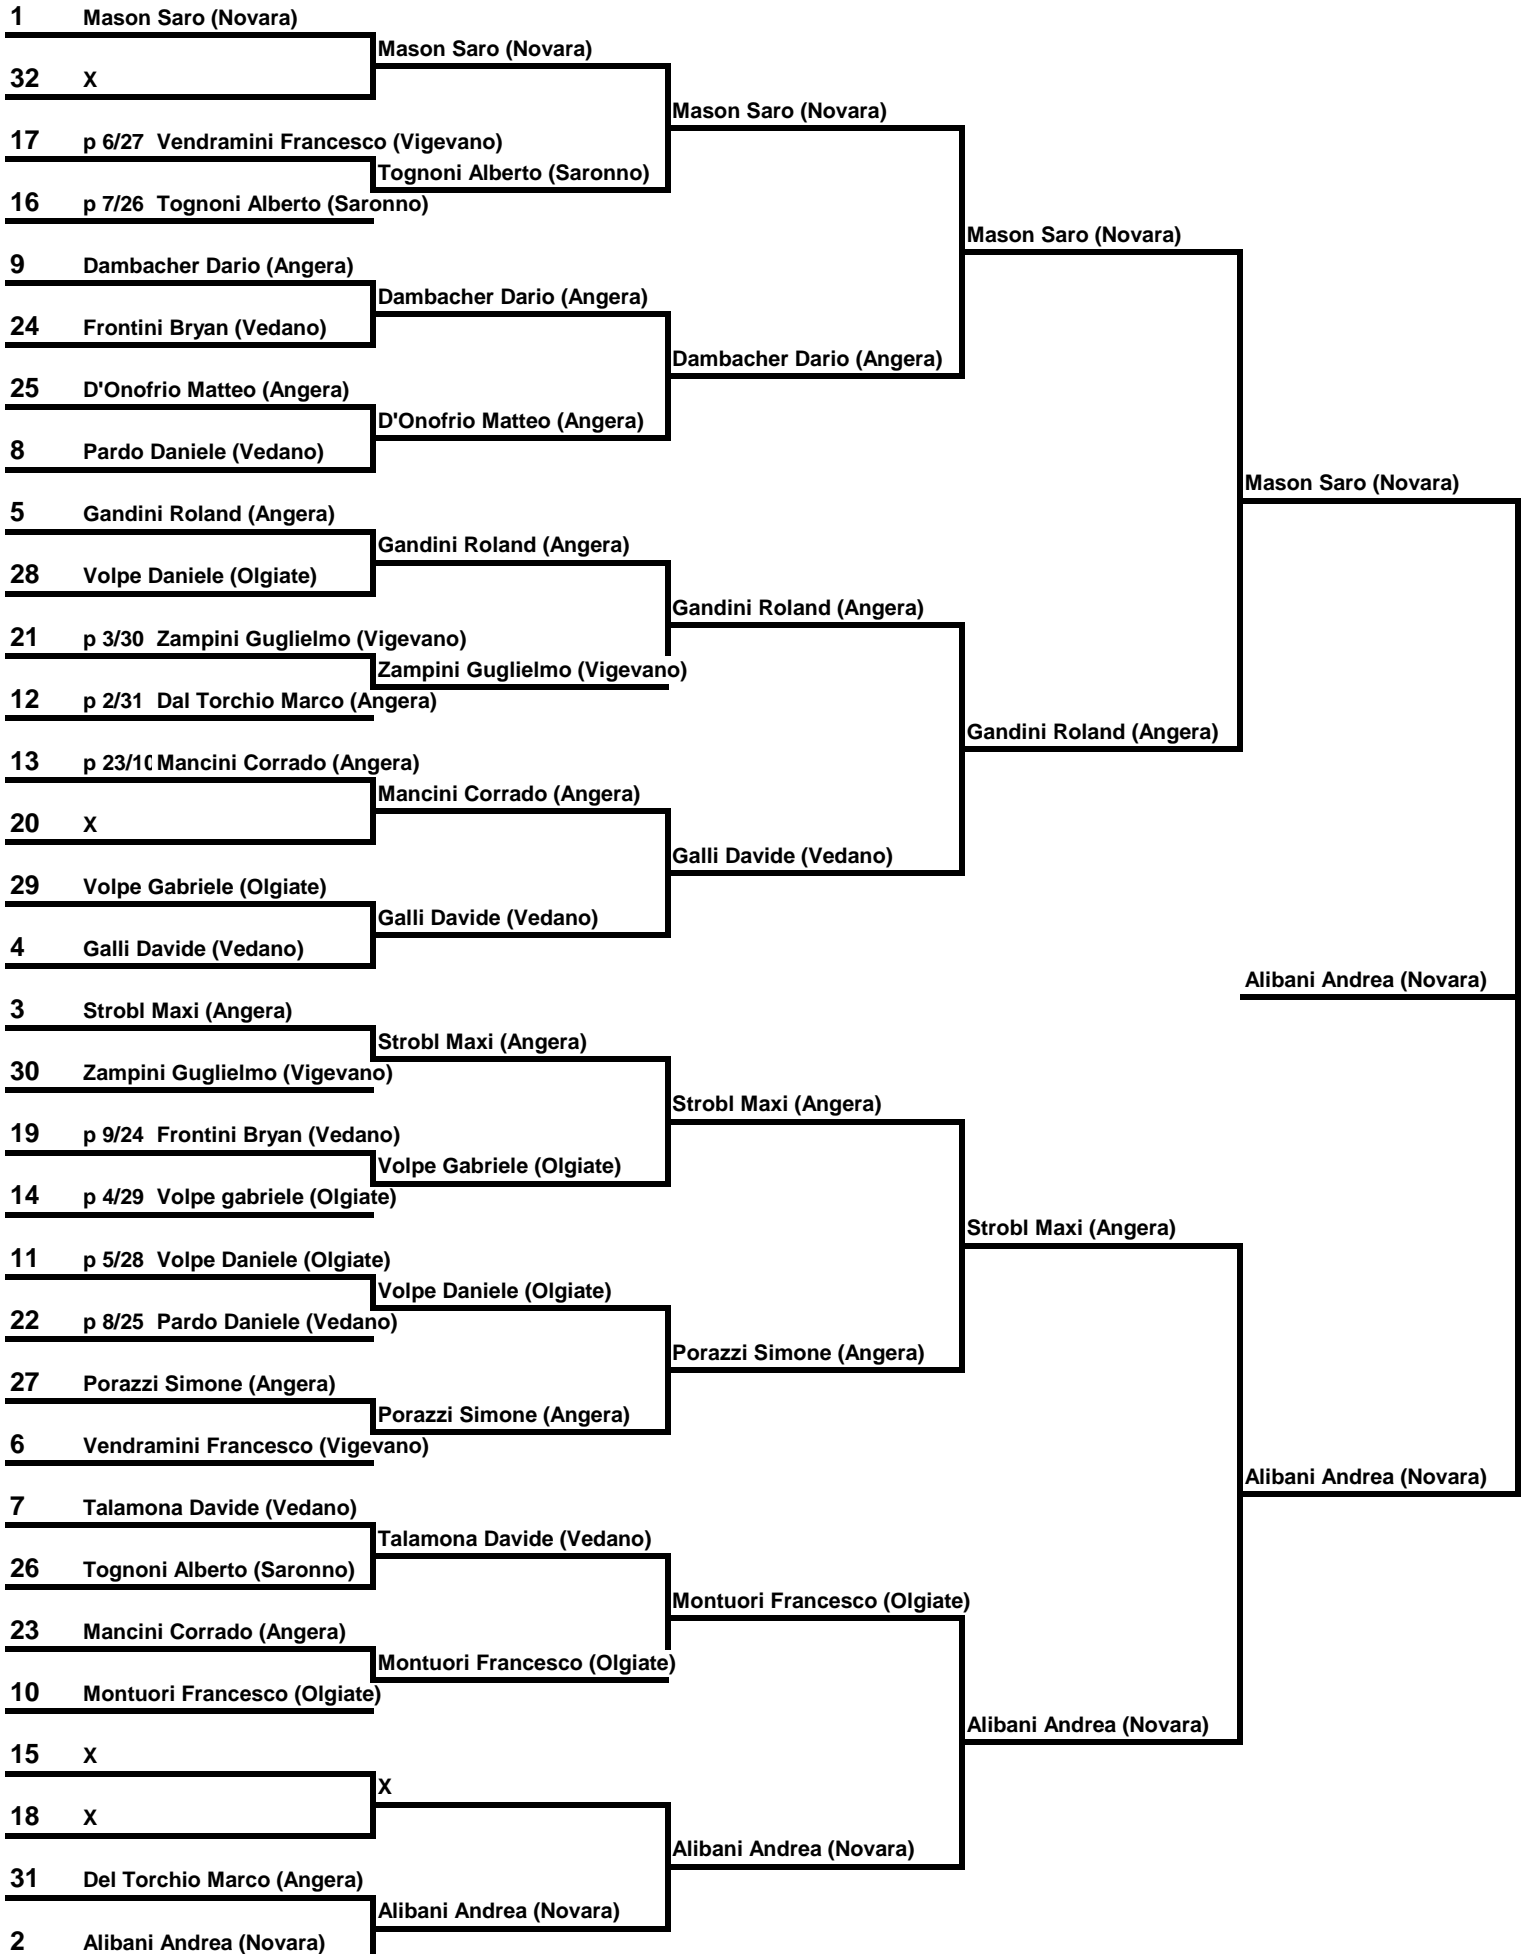 1 Mason Saro (Novara)
Mason Saro (Novara)
32 X
Mason Saro (Novara)
17 p 6/27 Vendramini Francesco (Vigevano)
Tognoni Alberto (Saronno)
16 p 7/26 Tognoni Alberto (Saronno)
Mason Saro (Novara)
9 Dambacher Dario (Angera)
Dambacher Dario (Angera)
24 Frontini Bryan (Vedano)
Dambacher Dario (Angera)
25 D'Onofrio Matteo (Angera)
D'Onofrio Matteo (Angera)
8 Pardo Daniele (Vedano)
Mason Saro (Novara)
5 Gandini Roland (Angera)
Gandini Roland (Angera)
28 Volpe Daniele (Olgiate)
Gandini Roland (Angera)
21 p 3/30 Zampini Guglielmo (Vigevano)
Zampini Guglielmo (Vigevano)
12 p 2/31 Dal Torchio Marco (Angera)
Gandini Roland (Angera)
13 p 23/10 Mancini Corrado (Angera)
Mancini Corrado (Angera)
20 X
Galli Davide (Vedano)
29 Volpe Gabriele (Olgiate)
Galli Davide (Vedano)
4 Galli Davide (Vedano)
Alibani Andrea (Novara)
3 Strobl Maxi (Angera)
Strobl Maxi (Angera)
30 Zampini Guglielmo (Vigevano)
Strobl Maxi (Angera)
19 p 9/24 Frontini Bryan (Vedano)
Volpe Gabriele (Olgiate)
14 p 4/29 Volpe gabriele (Olgiate)
Strobl Maxi (Angera)
11 p 5/28 Volpe Daniele (Olgiate)
Volpe Daniele (Olgiate)
22 p 8/25 Pardo Daniele (Vedano)
Porazzi Simone (Angera)
27 Porazzi Simone (Angera)
Porazzi Simone (Angera)
6 Vendramini Francesco (Vigevano)
Alibani Andrea (Novara)
7 Talamona Davide (Vedano)
Talamona Davide (Vedano)
26 Tognoni Alberto (Saronno)
Montuori Francesco (Olgiate)
23 Mancini Corrado (Angera)
Montuori Francesco (Olgiate)
10 Montuori Francesco (Olgiate)
Alibani Andrea (Novara)
15 X
X
18 X
Alibani Andrea (Novara)
31 Del Torchio Marco (Angera)
Alibani Andrea (Novara)
2 Alibani Andrea (Novara)